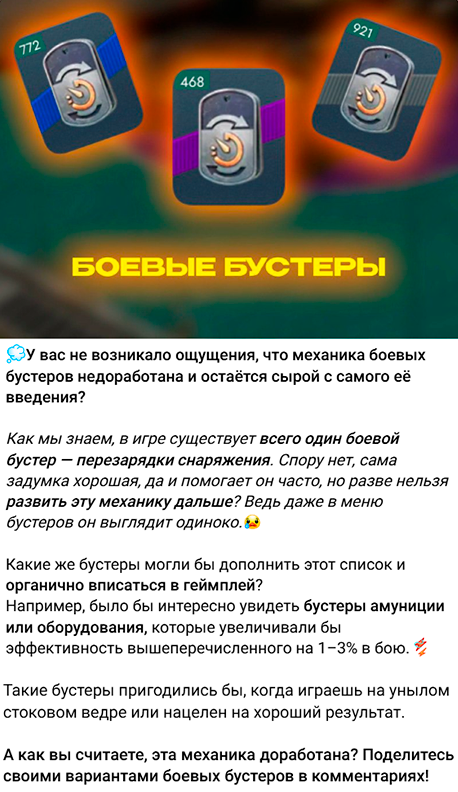 772
468
921
БОЕВЫЕ БУСТЕРЫ
💭У вас не возникало ощущения, что механика боевых
бустеров недоработана и остаётся сырой с самого её
введения?
Как мы знаем, в игре существует всего один боевой
бустер — перезарядки снаряжения. Спору нет, сама
задумка хорошая, да и помогает он часто, но разве нельзя
развить эту механику дальше? Ведь даже в меню
бустеров он выглядит одиноко.😿
Какие же бустеры могли бы дополнить этот список и
органично вписаться в геймплей?
Например, было бы интересно увидеть бустеры амуниции
или оборудования, которые увеличивали бы
эффективность вышеперечисленного на 1–3% в бою.
Такие бустеры пригодились бы, когда играешь на унылом
стоковом ведре или нацелен на хороший результат.
А как вы считаете, эта механика доработана? Поделитесь
своими вариантами боевых бустеров в комментариях!